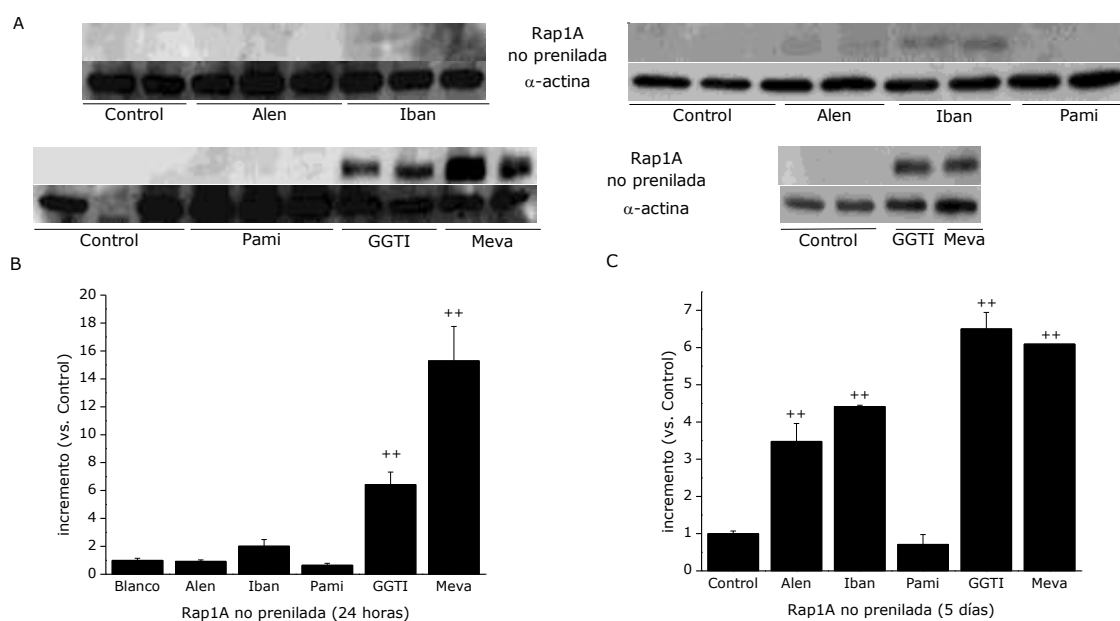 A
Rap1A
no prenilada
α-actina
Control Alen Iban
Control Alen Iban Pami
Rap1A
no prenilada
α-actina
Control Pami GGTI Meva
Control GGTI Meva
B
20
18
16
14
12
10
8
6
4
2
0
incremento (vs. Control)
++
++
Blanco Alen Iban Pami GGTI Meva
Rap1A no prenilada (24 horas)
C
7
6
5
4
3
2
1
0
incremento (vs. Control)
++
++
++
++
Control Alen Iban Pami GGTI Meva
Rap1A no prenilada (5 días)